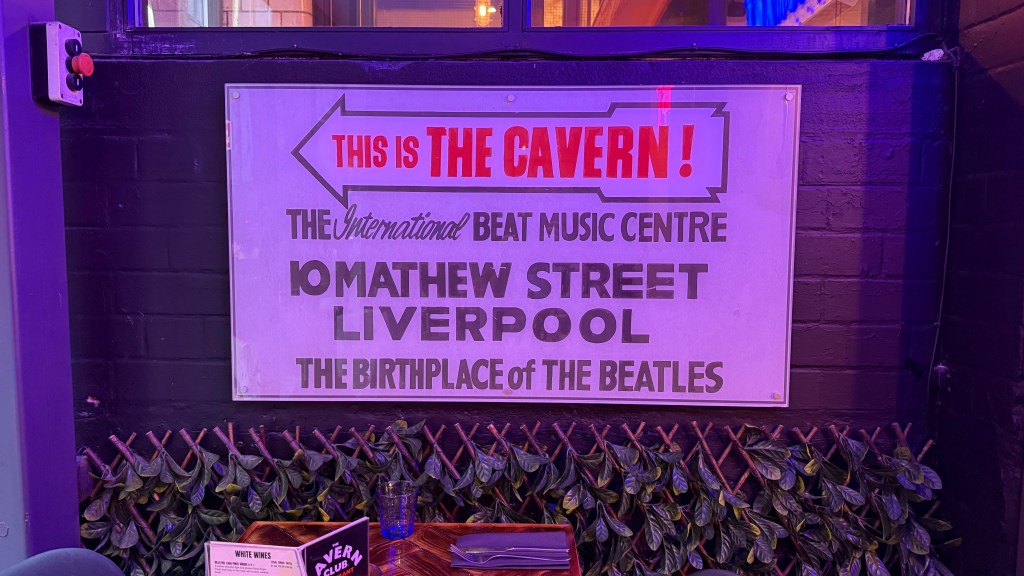 THIS IS THE CAVERN!
THE International BEAT MUSIC CENTRE
10 MATHEW STREET
LIVERPOOL
THE BIRTHPLACE of THE BEATLES
WHITE WINES
THE
CAVERN
CLUB